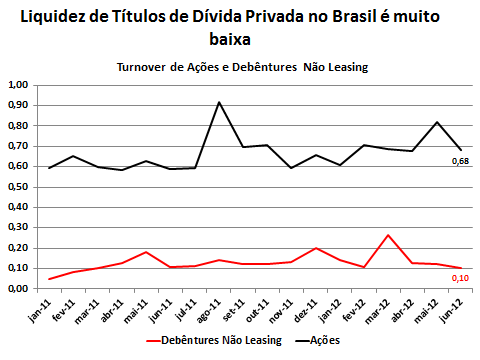 Liquidez de Títulos de Dívida Privada no Brasil é muito
baixa
Turnover de Ações e Debêntures Não Leasing
1,00
0,90
0,80
0,70
0,60
0,50
0,40
0,30
0,20
0,10
0,00
0,68
0,10
jan-11 fev-11 mar-11 abr-11 mai-11 jun-11 jul-11 ago-11 set-11 out-11 nov-11 dez-11 jan-12 fev-12 mar-12 abr-12 mai-12 jun-12
Debêntures Não Leasing Ações